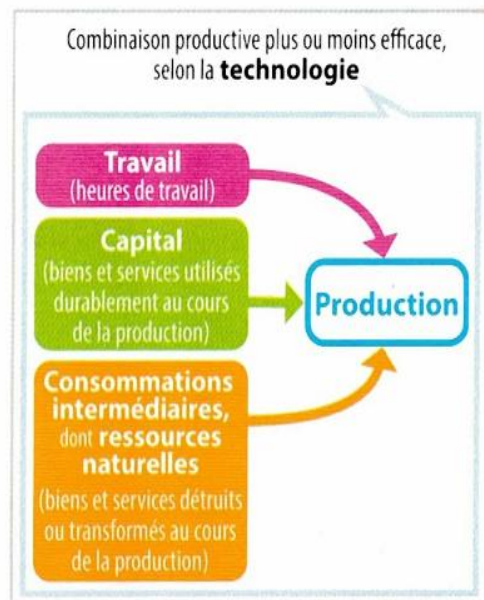 Combinaison productive plus ou moins efficace,
selon la technologie
Travail
(heures de travail)
Capital
(biens et services utilisés
durablement au cours
de la production)
Production
Consommations
intermédiaires,
dont ressources
naturelles
(biens et services détruits
ou transformés au cours
de la production)